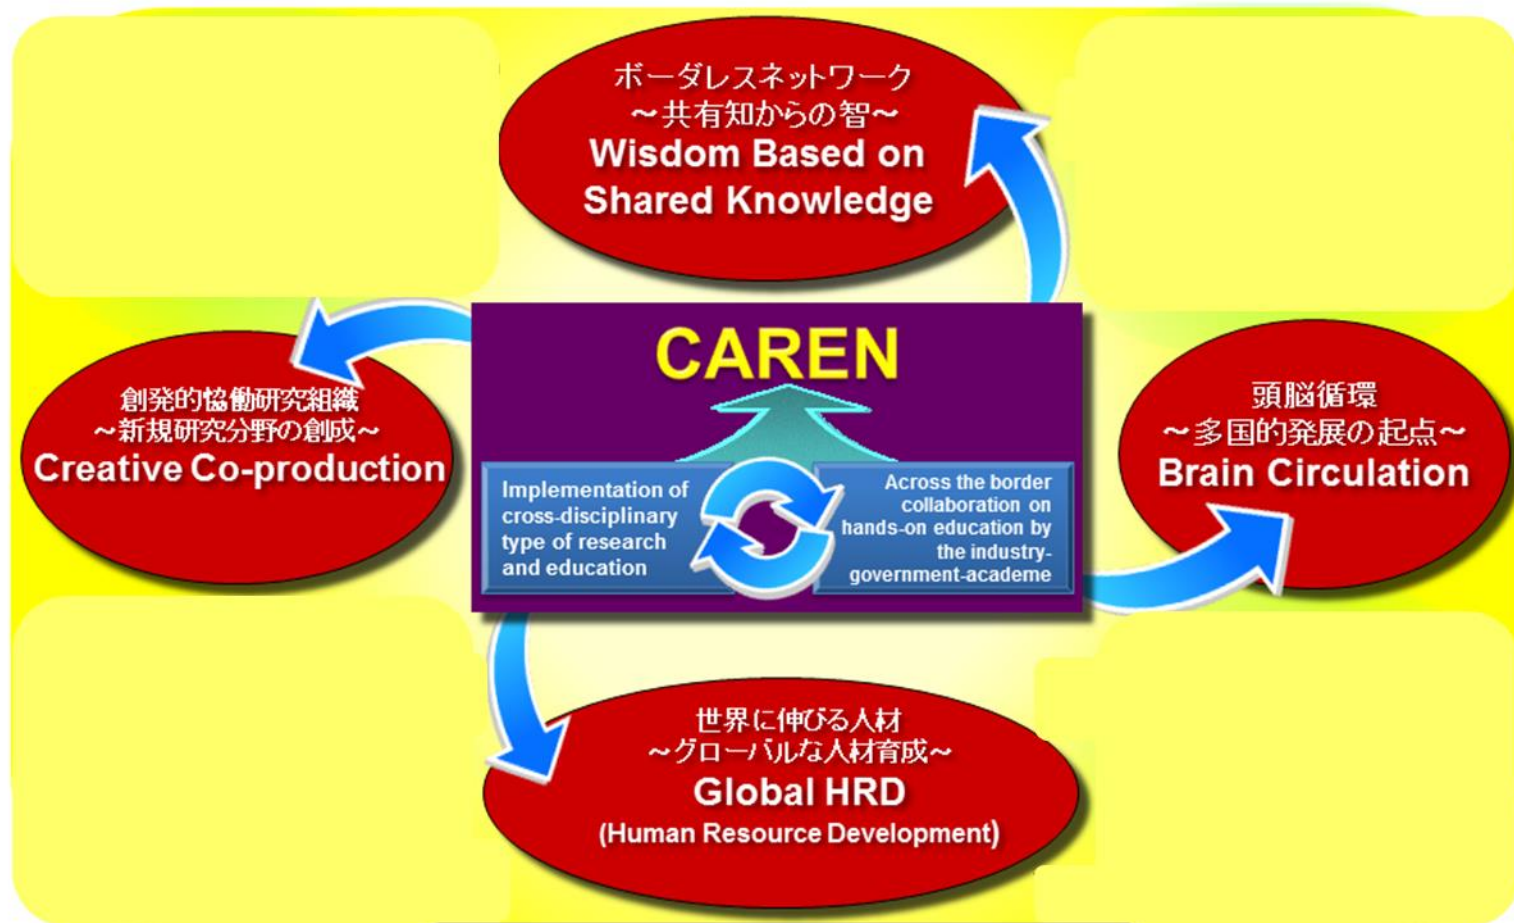 ボーダレスネットワーク
～共有知からの智～
Wisdom Based on
Shared Knowledge
創発的協働研究組織
～新規研究分野の創成～
Creative Co-production
CAREN
Implementation of
cross-disciplinary
type of research
and education
Across the border
collaboration on
hands-on education by
the industry-
government-academe
頭脳循環
～多国的発展の起点～
Brain Circulation
世界に伸びる人材
～グローバルな人材育成～
Global HRD
(Human Resource Development)